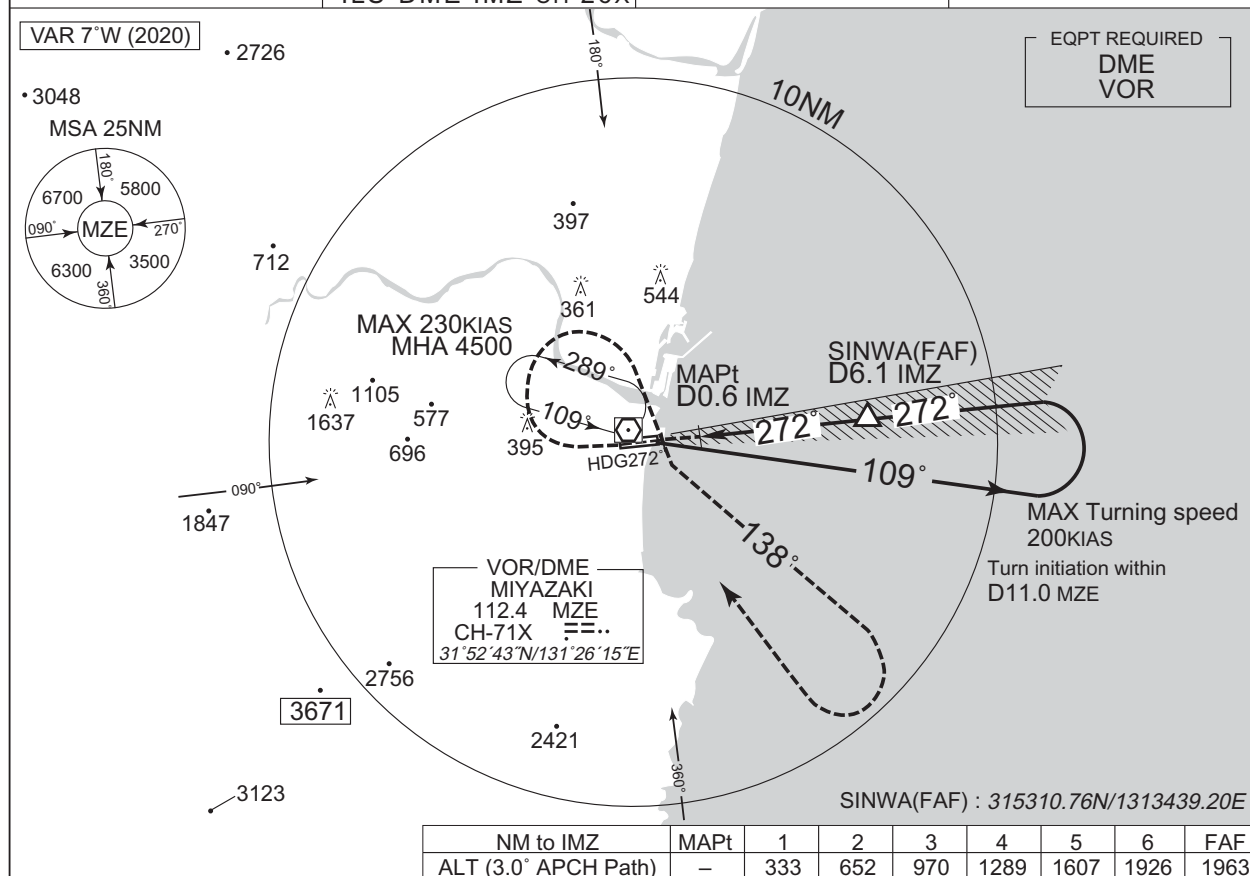 VAR 7°W (2020)
2726
3048
MSA 25NM
180°
6700
5800
090°
MZE
270°
6300
3500
360°
180°
10NM
EQPT REQUIRED
DME
VOR
397
712
361
544
MAX 230KIAS
MHA 4500
289°
109°
1105
1637
577
696
395
HDG272°
MAPt
D0.6 IMZ
SINWA(FAF)
D6.1 IMZ
272°
272°
109°
090°
1847
MAX Turning speed
200KIAS
Turn initiation within
D11.0 MZE
138°
VOR/DME
MIYAZAKI
112.4 MZE
CH-71X
31°52´43˝N/131°26´15˝E
2756
3671
2421
360°
3123
SINWA(FAF) : 315310.76N/1313439.20E
NM to IMZ MAPt 1 2 3 4 5 6 FAF
ALT (3.0° APCH Path) – 333 652 970 1289 1607 1926 1963